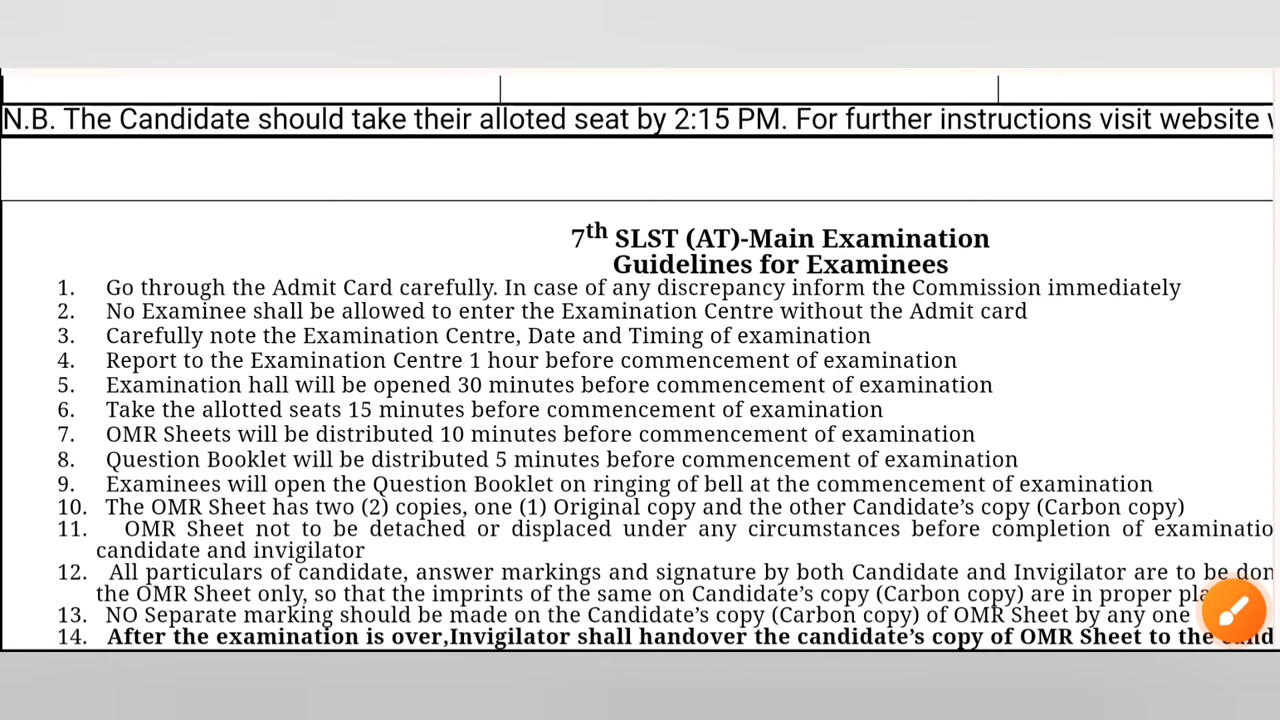 N.B. The Candidate should take their alloted seat by 2:15 PM. For further instructions visit website
7th SLST (AT)-Main Examination
Guidelines for Examinees
1. Go through the Admit Card carefully. In case of any discrepancy inform the Commission immediately
2. No Examinee shall be allowed to enter the Examination Centre without the Admit card
3. Carefully note the Examination Centre, Date and Timing of examination
4. Report to the Examination Centre 1 hour before commencement of examination
5. Examination hall will be opened 30 minutes before commencement of examination
6. Take the allotted seats 15 minutes before commencement of examination
7. OMR Sheets will be distributed 10 minutes before commencement of examination
8. Question Booklet will be distributed 5 minutes before commencement of examination
9. Examinees will open the Question Booklet on ringing of bell at the commencement of examination
10. The OMR Sheet has two (2) copies, one (1) Original copy and the other Candidate’s copy (Carbon copy)
11. OMR Sheet not to be detached or displaced under any circumstances before completion of examinatio
candidate and invigilator
12. All particulars of candidate, answer markings and signature by both Candidate and Invigilator are to be don
the OMR Sheet only, so that the imprints of the same on Candidate’s copy (Carbon copy) are in proper pla
13. NO Separate marking should be made on the Candidate’s copy (Carbon copy) of OMR Sheet by any one
14. After the examination is over,Invigilator shall handover the candidate’s copy of OMR Sheet to the